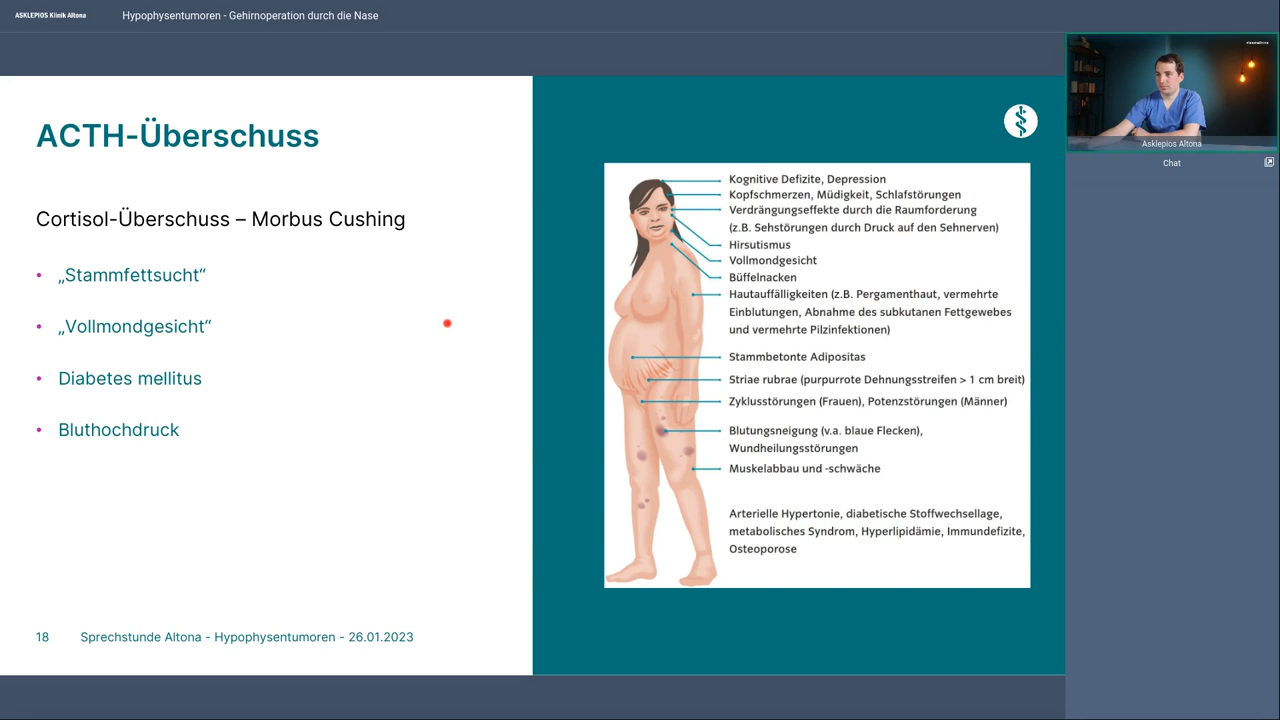 ASKLEPIOS Klinik Altona
Hypophysentumoren - Gehirnoperation durch die Nase
ACTH-Überschuss
Cortisol-Überschuss – Morbus Cushing
• „Stammfettsucht“
• „Vollmondgesicht“
• Diabetes mellitus
• Bluthochdruck
18 Sprechstunde Altona - Hypophysentumoren - 26.01.2023
Kognitive Defizite, Depression
Kopfschmerzen, Müdigkeit, Schlafstörungen
Verdrängungseffekte durch die Raumforderung
(z.B. Sehstörungen durch Druck auf den Sehnerven)
Hirsutismus
Vollmondgesicht
Büffelnacken
Hautauffälligkeiten (z.B. Pergamenthaut, vermehrte
Einblutungen, Abnahme des subkutanen Fettgewebes
und vermehrte Pilzinfektionen)
Stammbetonte Adipositas
Striae rubrae (purpurrote Dehnungsstreifen > 1 cm breit)
Zyklusstörungen (Frauen), Potenzstörungen (Männer)
Blutungsneigung (v.a. blaue Flecken),
Wundheilungsstörungen
Muskelabbau und -schwäche
Arterielle Hypertonie, diabetische Stoffwechsellage,
metabolisches Syndrom, Hyperlipidämie, Immundefizite,
Osteoporose
Asklepios Altona
Chat